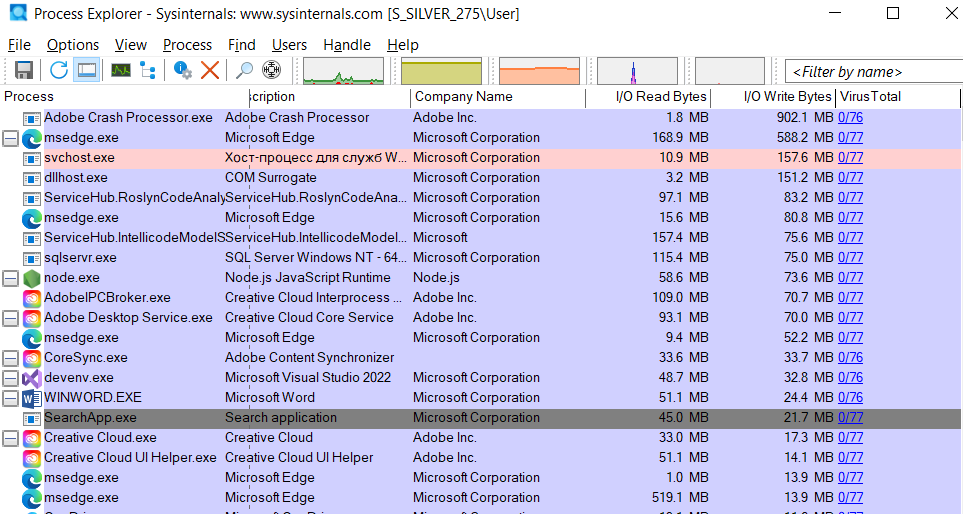 Process Explorer - Sysinternals: www.sysinternals.com [S_SILVER_275\User]
File Options View Process Find Users Handle Help
<Filter by name>
Process scription Company Name I/O Read Bytes I/O Write Bytes VirusTotal
Adobe Crash Processor.exe Adobe Crash Processor Adobe Inc. 1.8 MB 902.1 MB 0/76
msedge.exe Microsoft Edge Microsoft Corporation 168.9 MB 588.2 MB 0/77
svchost.exe Хост-процесс для служб W... Microsoft Corporation 10.9 MB 157.6 MB 0/77
dllhost.exe COM Surrogate Microsoft Corporation 3.2 MB 151.2 MB 0/77
ServiceHub.RoslynCodeAnaly ServiceHub.RoslynCodeAna... Microsoft Corporation 97.1 MB 83.2 MB 0/77
msedge.exe Microsoft Edge Microsoft Corporation 15.6 MB 80.8 MB 0/77
ServiceHub.IntellicodeModelS ServiceHub.IntellicodeModel... Microsoft 157.4 MB 75.6 MB 0/77
sqlservr.exe SQL Server Windows NT - 64... Microsoft Corporation 115.4 MB 75.0 MB 0/77
node.exe Node.js JavaScript Runtime Node.js 58.6 MB 73.6 MB 0/77
AdobeIPCBroker.exe Creative Cloud Interprocess ... Adobe Inc. 109.0 MB 70.7 MB 0/77
Adobe Desktop Service.exe Creative Cloud Core Service Adobe Inc. 93.1 MB 70.0 MB 0/77
msedge.exe Microsoft Edge Microsoft Corporation 9.4 MB 52.2 MB 0/77
CoreSync.exe Adobe Content Synchronizer 33.6 MB 33.7 MB 0/76
devenv.exe Microsoft Visual Studio 2022 Microsoft Corporation 48.7 MB 32.8 MB 0/76
WINWORD.EXE Microsoft Word Microsoft Corporation 51.1 MB 24.4 MB 0/76
SearchApp.exe Search application Microsoft Corporation 45.0 MB 21.7 MB 0/77
Creative Cloud.exe Creative Cloud Adobe Inc. 33.0 MB 17.3 MB 0/77
Creative Cloud UI Helper.exe Creative Cloud UI Helper Adobe Inc. 51.1 MB 14.1 MB 0/77
msedge.exe Microsoft Edge Microsoft Corporation 1.0 MB 13.9 MB 0/77
msedge.exe Microsoft Edge Microsoft Corporation 519.1 MB 13.9 MB 0/77